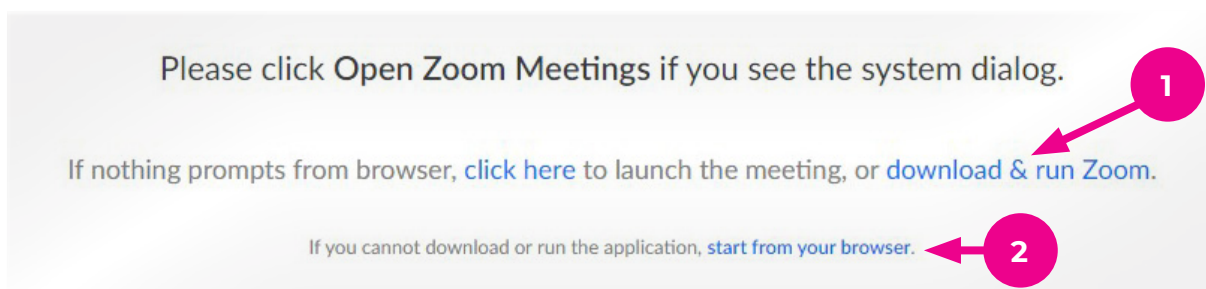 Please click Open Zoom Meetings if you see the system dialog.
1
If nothing prompts from browser, click here to launch the meeting, or download & run Zoom.
If you cannot download or run the application, start from your browser.
2